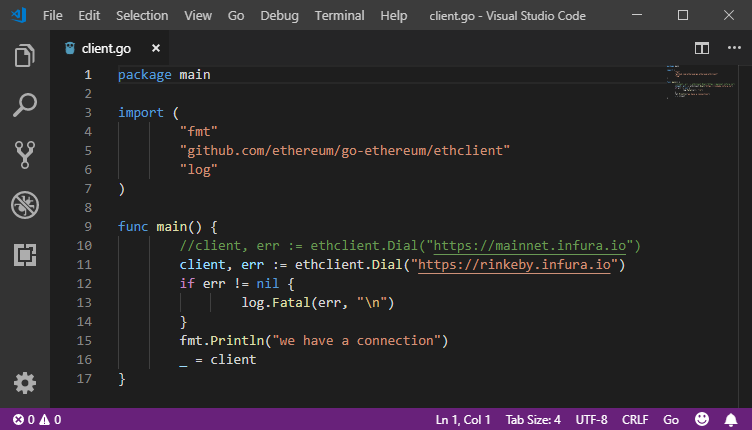 File Edit Selection View Go Debug Terminal Help client.go - Visual Studio Code
client.go
1 package main
2
3 import (
4 "fmt"
5 "github.com/ethereum/go-ethereum/ethclient"
6 "log"
7 )
8
9 func main() {
10 //client, err := ethclient.Dial("https://mainnet.infura.io")
11 client, err := ethclient.Dial("https://rinkeby.infura.io")
12 if err != nil {
13 log.Fatal(err, "\n")
14 }
15 fmt.Println("we have a connection")
16 _ = client
17 }
0 0 Ln 1, Col 1 Tab Size: 4 UTF-8 CRLF Go